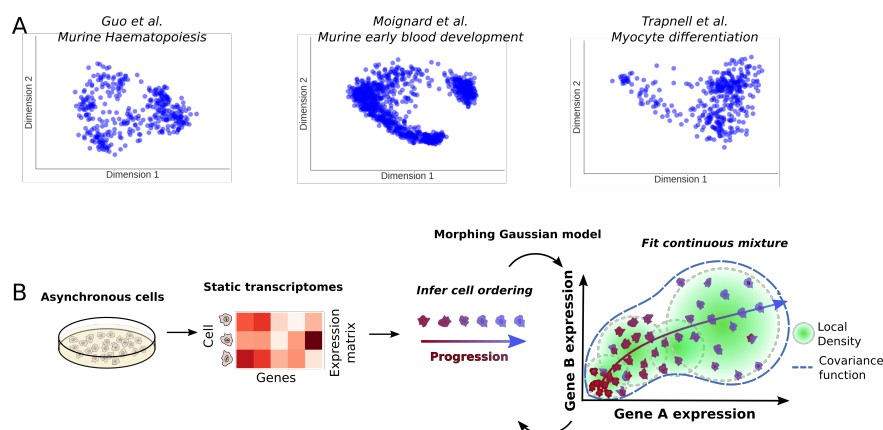 A
Guo et al.
Murine Haematopoiesis
Dimension 2
Dimension 1
Moignard et al.
Murine early blood development
Dimension 2
Dimension 1
Trapnell et al.
Myocyte differentiation
Dimension 2
Dimension 1
B
Asynchronous cells
Static transcriptomes
Cell
Genes
Expression
matrix
Morphing Gaussian model
Infer cell ordering
Progression
Fit continuous mixture
Gene B expression
Gene A expression
Local
Density
Covariance
function